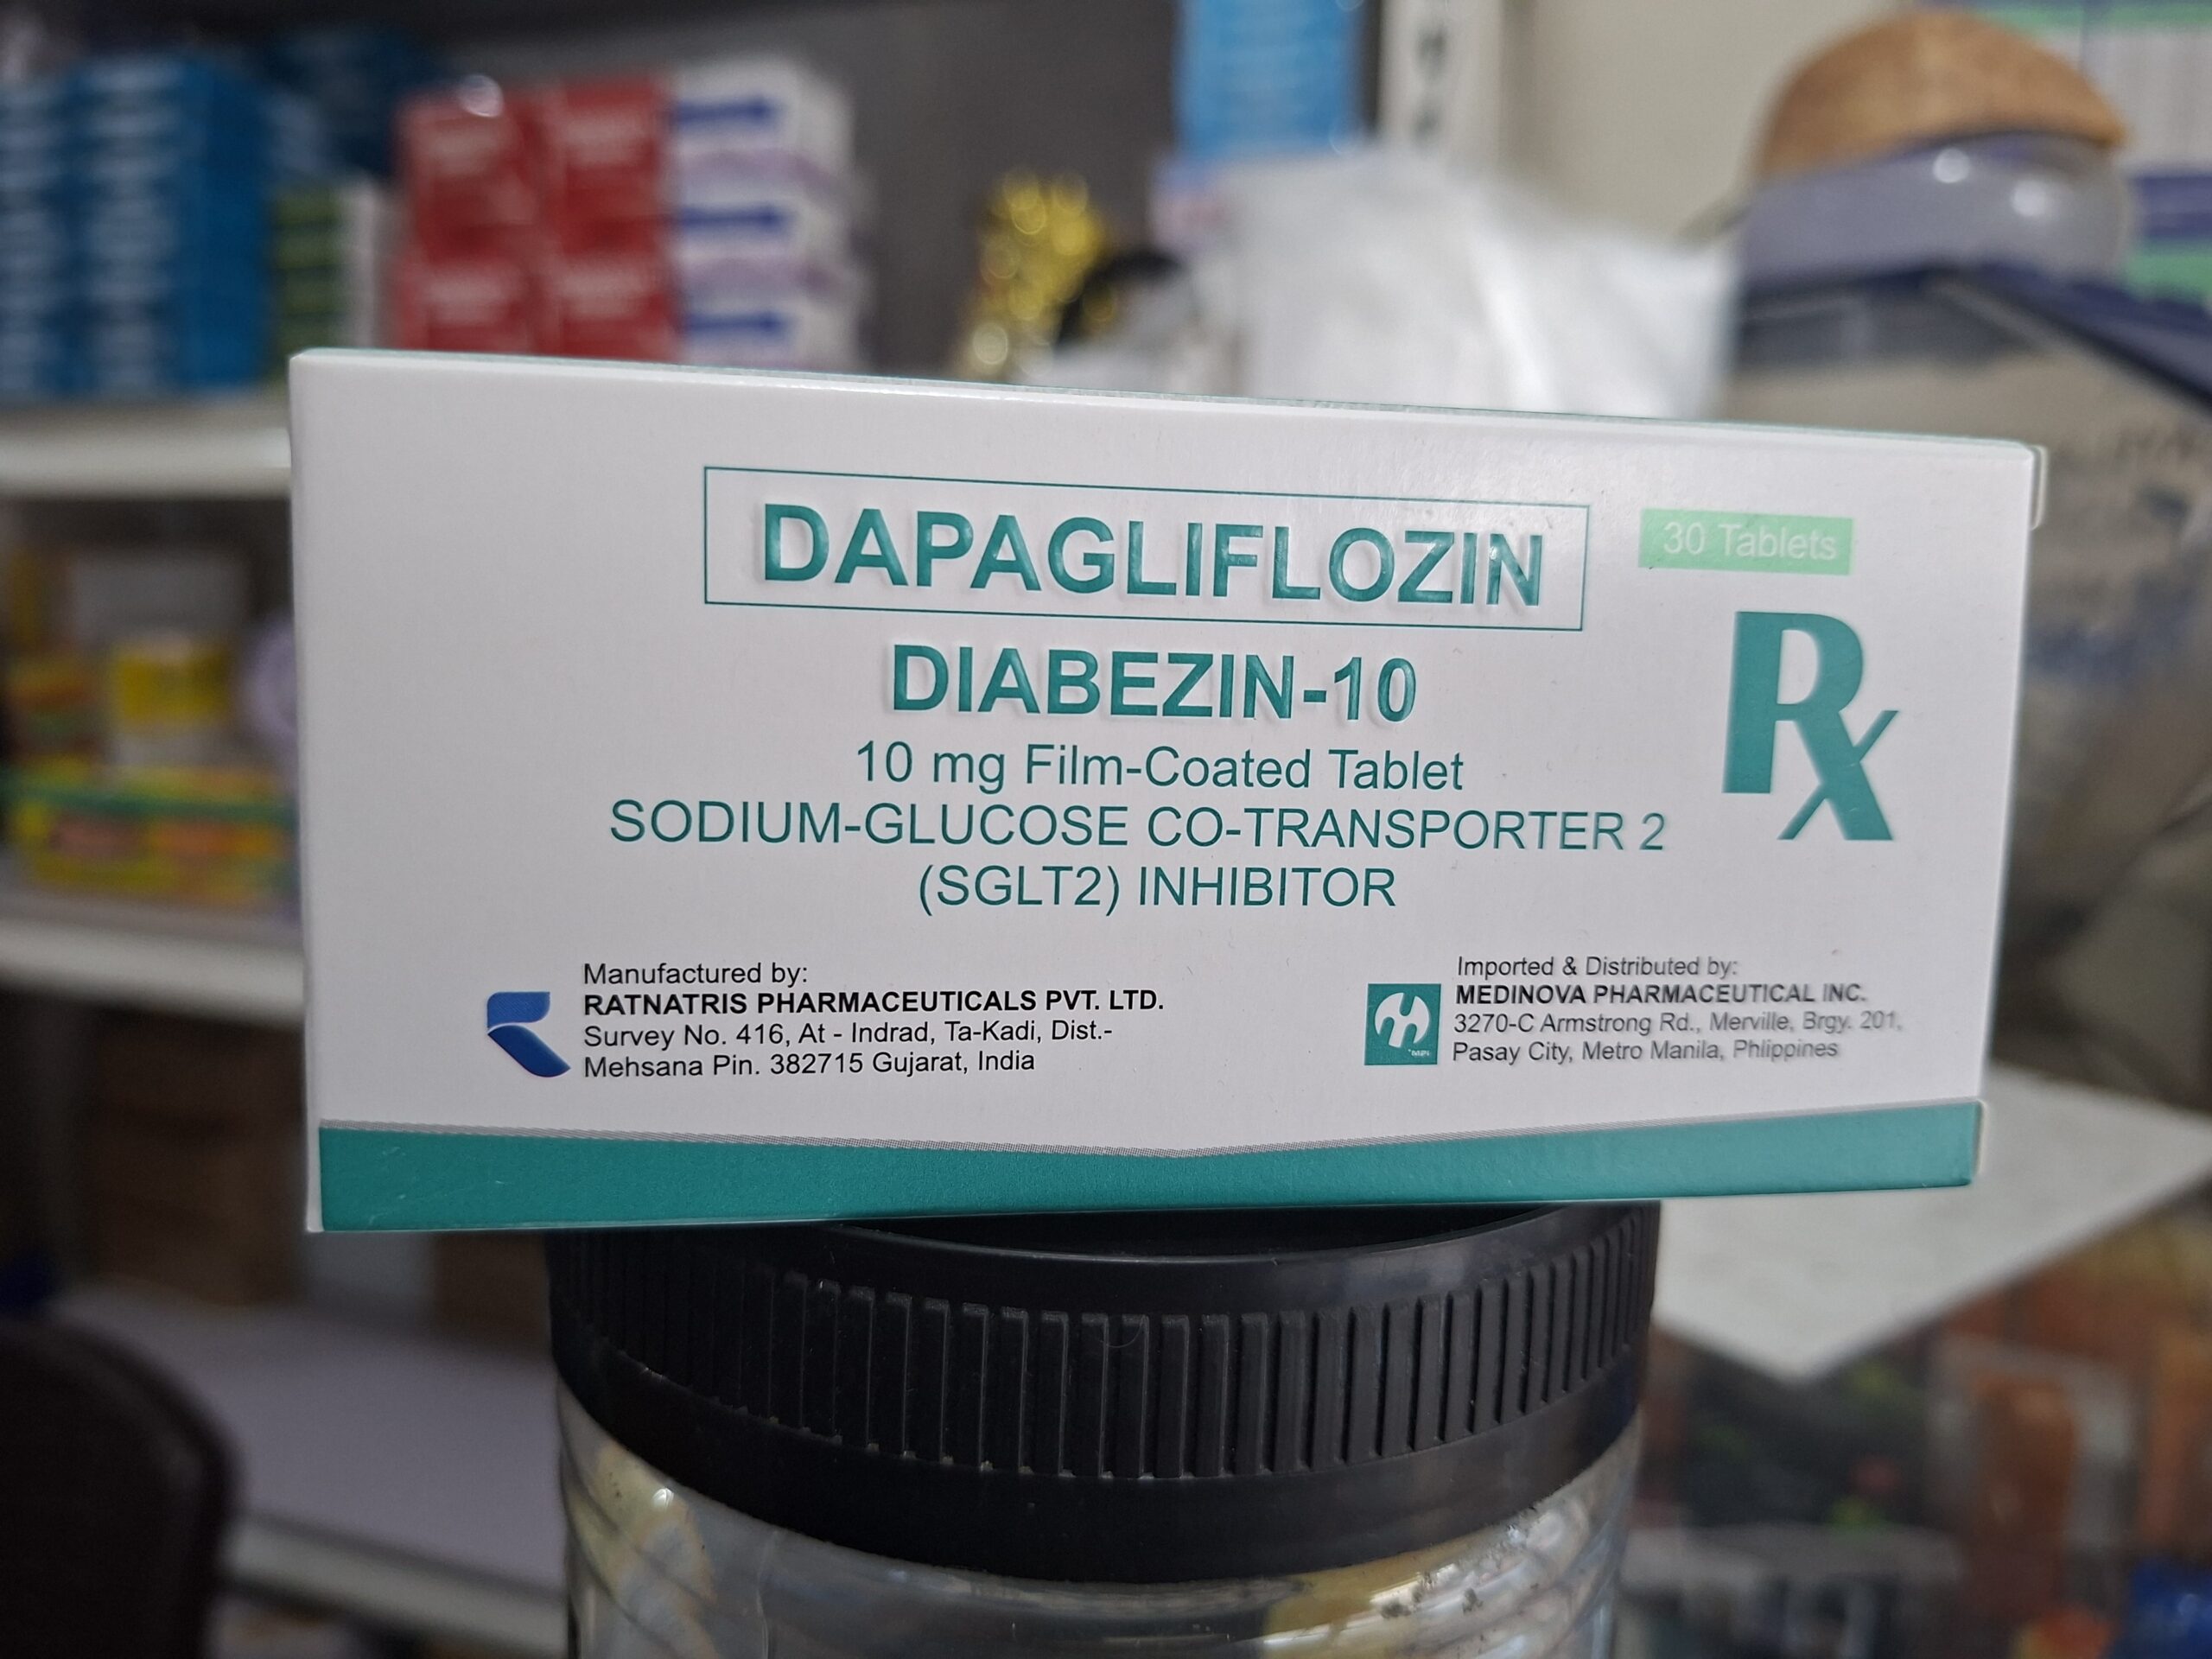 DAPAGLIFLOZIN
30 Tablets
Rx
DIABEZIN-10
10 mg Film-Coated Tablet
SODIUM-GLUCOSE CO-TRANSPORTER 2
(SGLT2) INHIBITOR
Manufactured by:
RATNATRIS PHARMACEUTICALS PVT. LTD.
Survey No. 416, At - Indrad, Ta-Kadi, Dist.-
Mehsana Pin. 382715 Gujarat, India
Imported & Distributed by:
MEDINOVA PHARMACEUTICAL INC.
3270-C Armstrong Rd., Merville, Brgy. 201,
Pasay City, Metro Manila, Phlippines